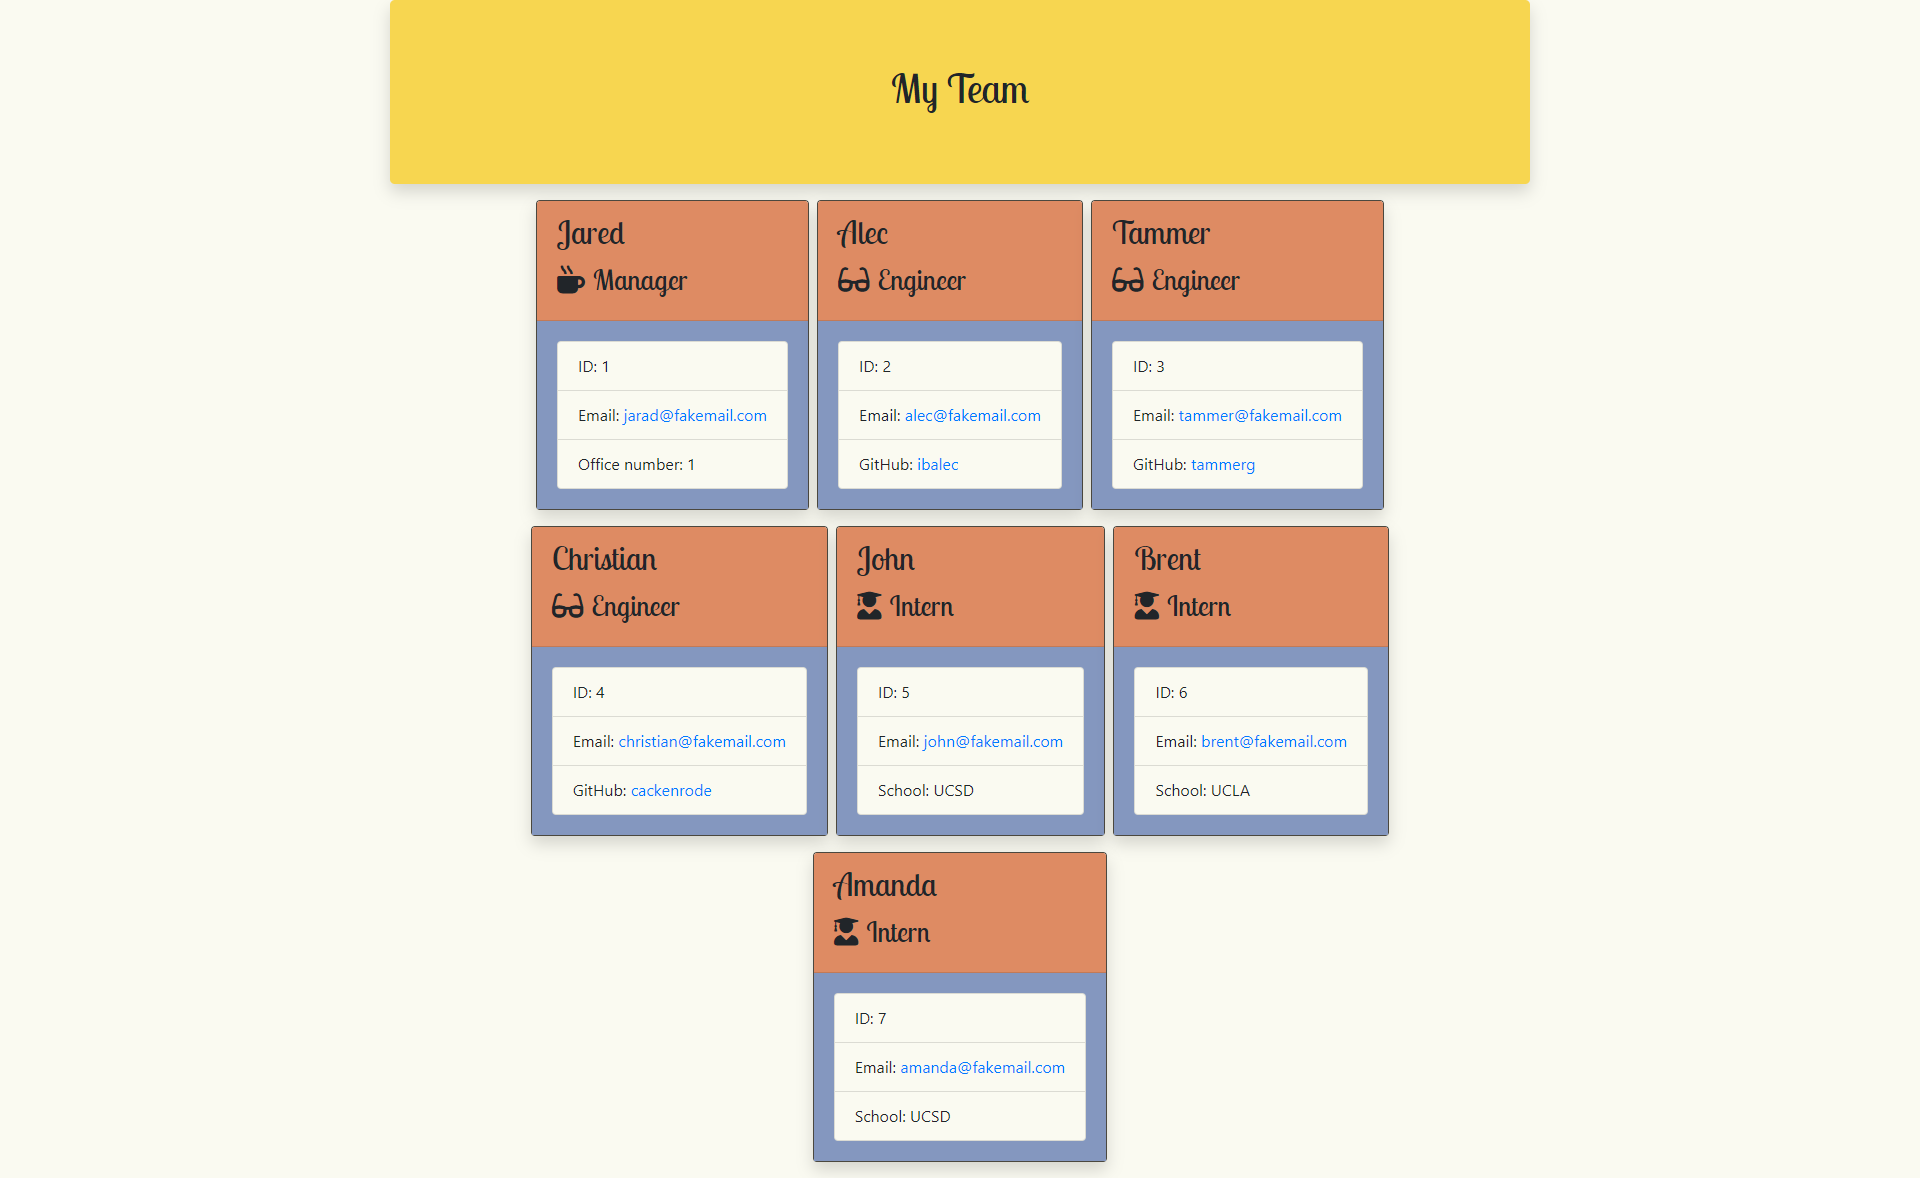 My Team
Jared
Manager
ID: 1
Email: jarad@fakemail.com
Office number: 1
Alec
Engineer
ID: 2
Email: alec@fakemail.com
GitHub: ibalec
Tammer
Engineer
ID: 3
Email: tammer@fakemail.com
GitHub: tammerg
Christian
Engineer
ID: 4
Email: christian@fakemail.com
GitHub: cackenrode
John
Intern
ID: 5
Email: john@fakemail.com
School: UCSD
Brent
Intern
ID: 6
Email: brent@fakemail.com
School: UCLA
Amanda
Intern
ID: 7
Email: amanda@fakemail.com
School: UCSD